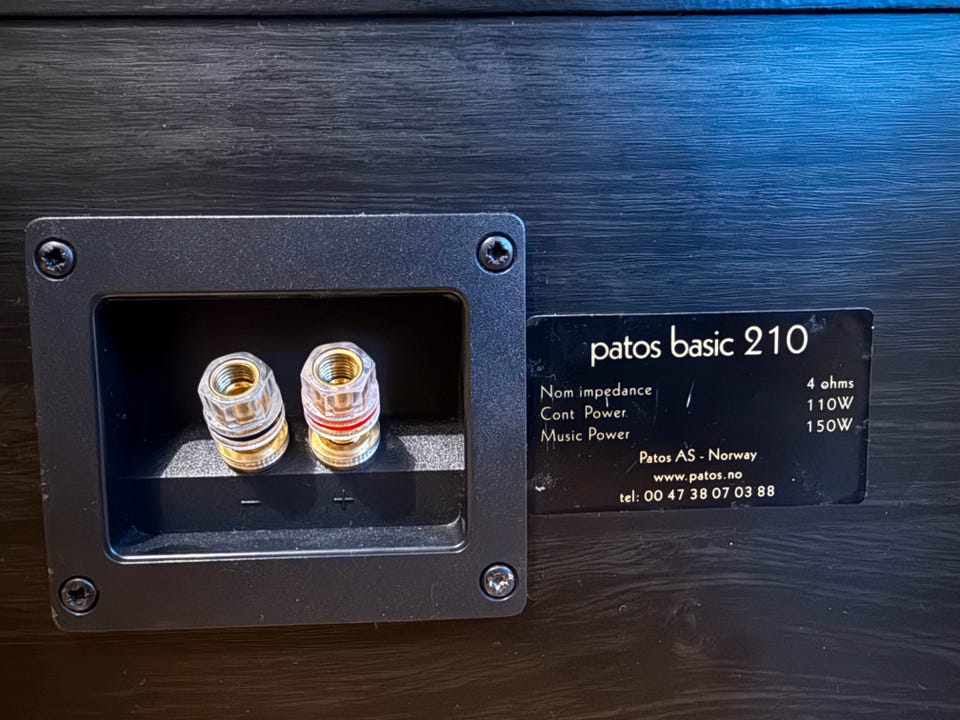 patos basic 210
Nom impedance 4 ohms
Cont Power. 110W
Music Power 150W
Patos AS - Norway
www.patos.no
tel: 00 47 38 07 03 88
- +